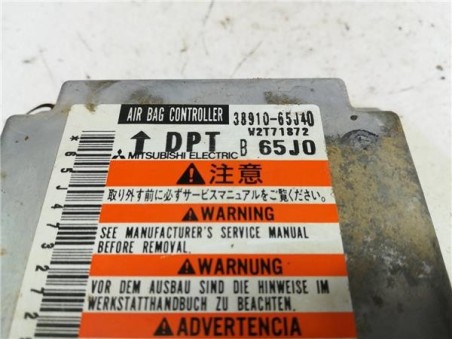 AIR BAG CONTROLLER 38910-65J40
W2T71872
↑ DPT B 65J0
MITSUBISHI ELECTRIC
注意
取り外す前に必ずサービスマニュアルをご覧ください。
WARNING
SEE MANUFACTURER'S SERVICE MANUAL
BEFORE REMOVAL.
WARNUNG
VOR DEM AUSBAU SIND DIE HINWEISE IM
WERKSTATTHANDBUCH ZU BEACHTEN.
ADVERTENCIA